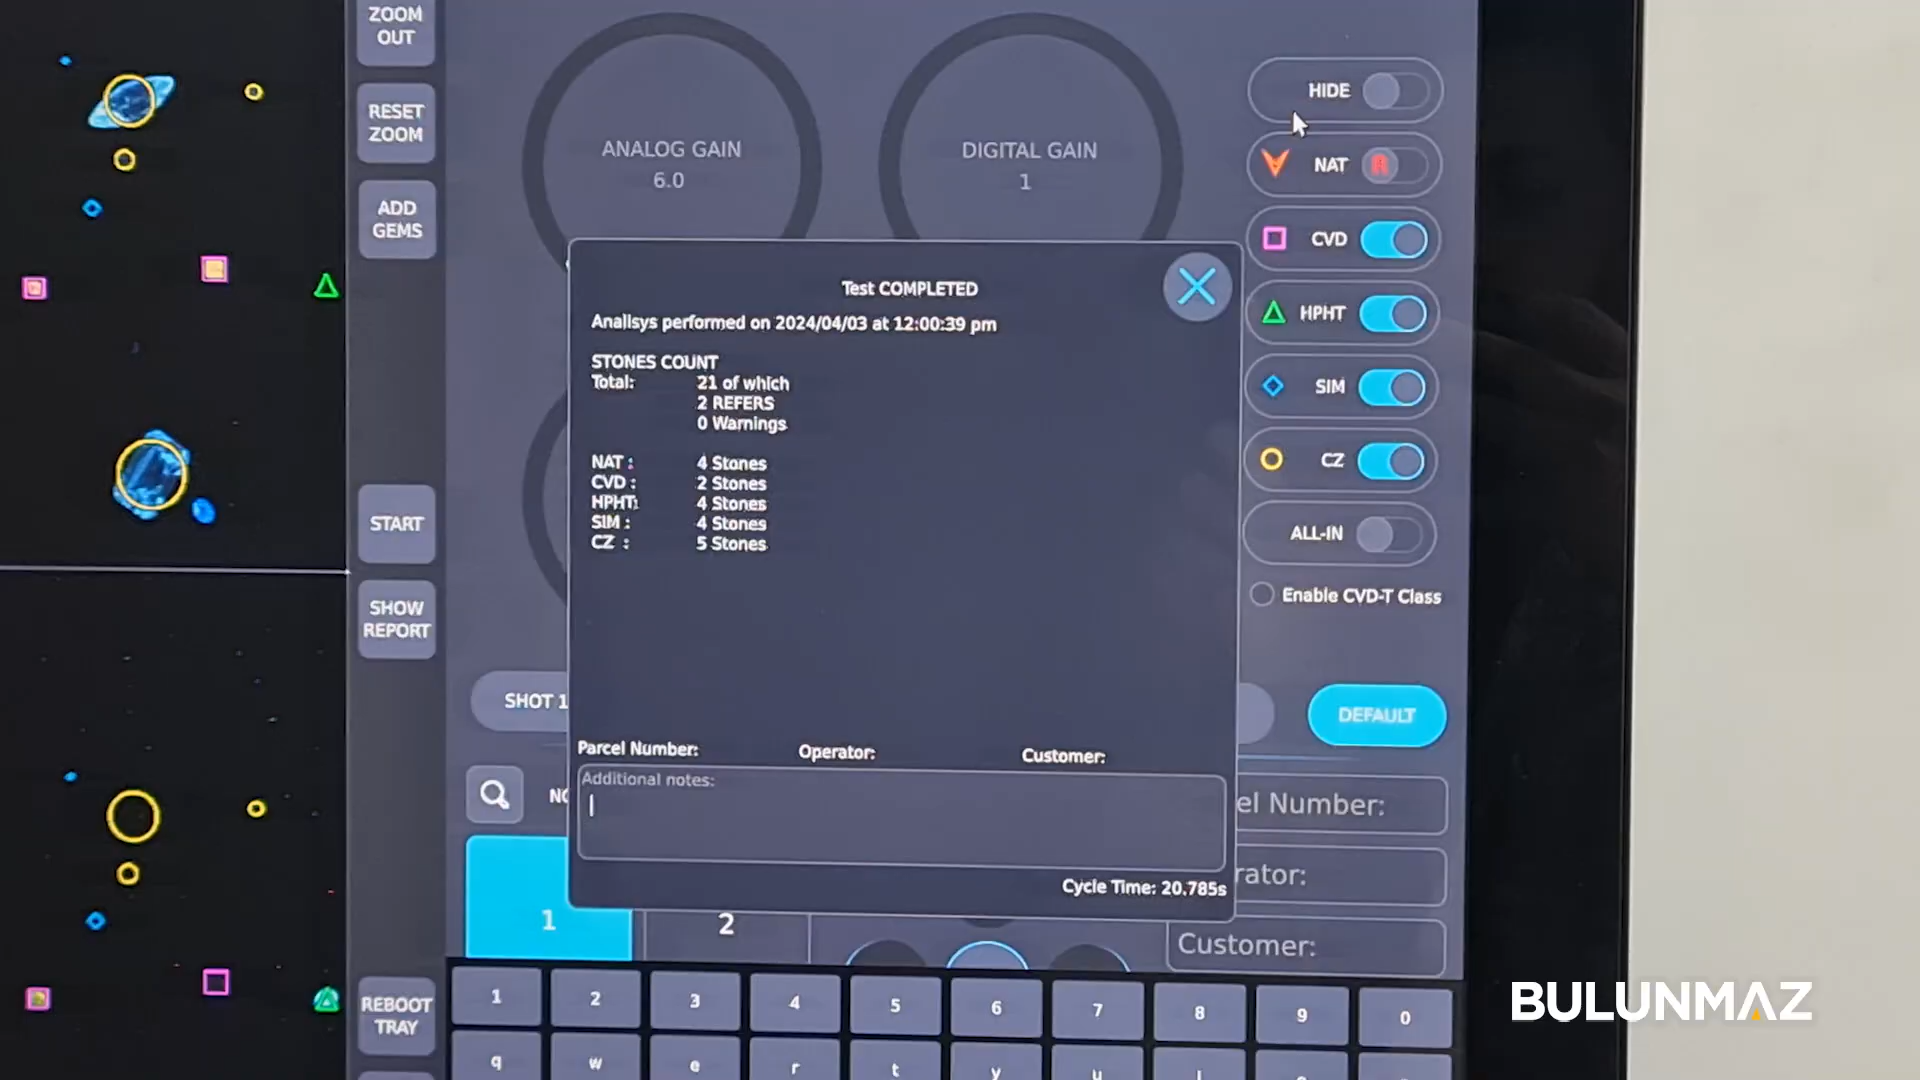 ZOOM
OUT
RESET
ZOOM
ADD
GEMS
START
SHOW
REPORT
REBOOT
TRAY
ANALOG GAIN
6.0
DIGITAL GAIN
1
HIDE
NAT R
CVD
HPHT
SIM
CZ
ALL-IN
Enable CVD-T Class
Test COMPLETED
Analisys performed on 2024/04/03 at 12:00:39 pm
STONES COUNT
Total: 21 of which
2 REFERS
0 Warnings
NAT : 4 Stones
CVD : 2 Stones
HPHT: 4 Stones
SIM : 4 Stones
CZ : 5 Stones
Parcel Number: Operator: Customer:
Additional notes:
Cycle Time: 20.785s
SHOT 1
DEFAULT
el Number:
rator:
Customer:
1 2
1 2 3 4 5 6 7 8 9 0
q w e r t y u
BULUNMAZ